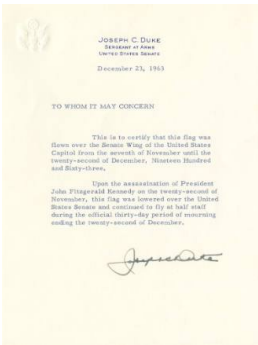 JOSEPH C. DUKE
SERGEANT AT ARMS
UNITED STATES SENATE
December 23, 1963
TO WHOM IT MAY CONCERN
This is to certify that this flag was
flown over the Senate Wing of the United States
Capitol from the seventh of November until the
twenty-second of December, Nineteen Hundred
and Sixty-three.
Upon the assassination of President
John Fitzgerald Kennedy on the twenty-second of
November, this flag was lowered over the United
States Senate and continued to fly at half staff
during the official thirty-day period of mourning
ending the twenty-second of December.
Joseph C. Duke